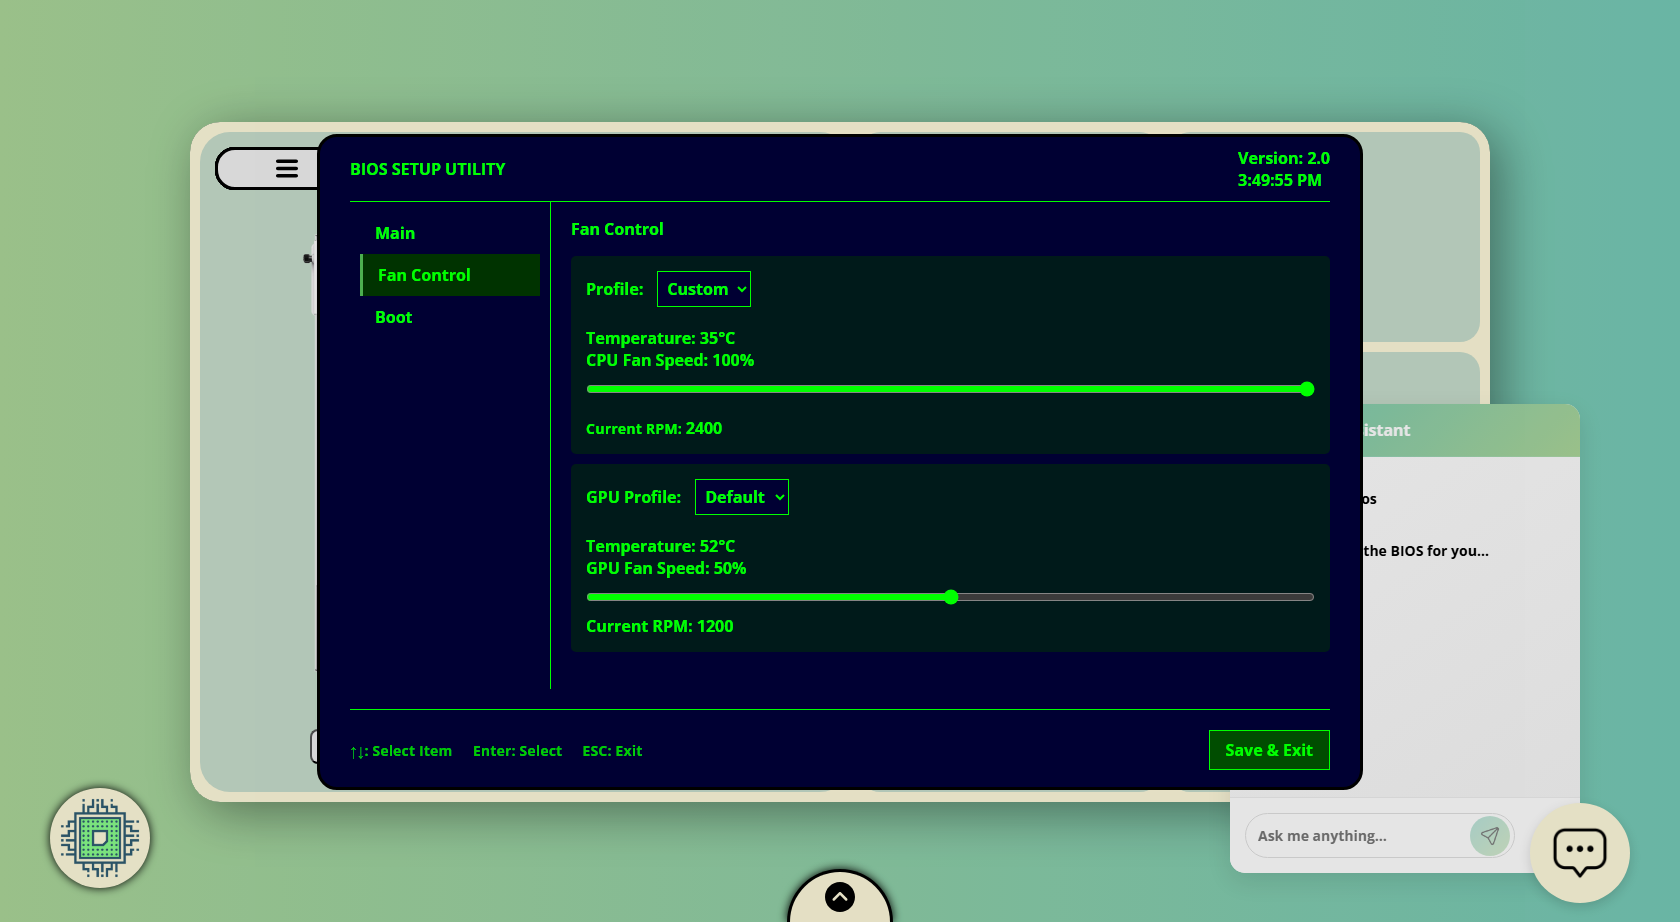 BIOS SETUP UTILITY
Version: 2.0
3:49:55 PM
Main
Fan Control
Boot
Fan Control
Profile: Custom
Temperature: 35°C
CPU Fan Speed: 100%
Current RPM: 2400
GPU Profile: Default
Temperature: 52°C
GPU Fan Speed: 50%
Current RPM: 1200
↑↓: Select Item Enter: Select ESC: Exit
Save & Exit
istant
os
the BIOS for you...
Ask me anything...